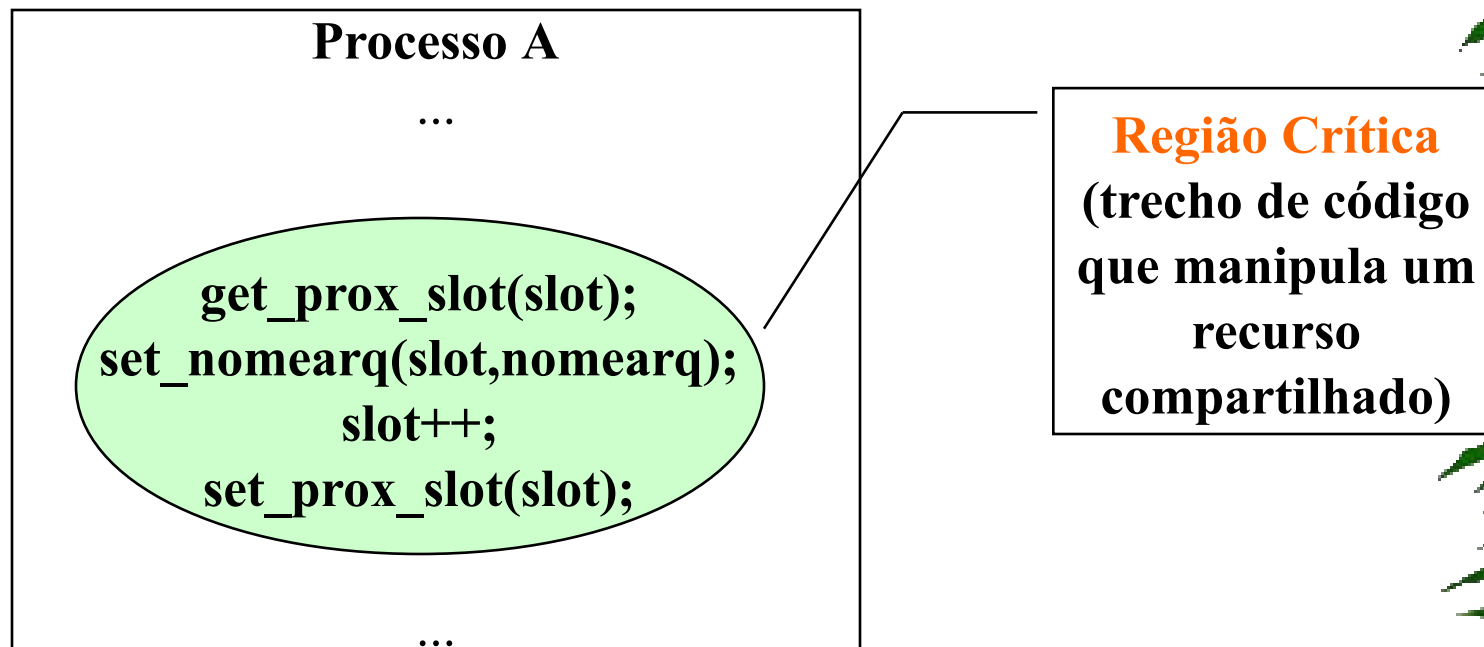 Processo A
...
get_prox_slot(slot);
set_nomearq(slot,nomearq);
slot++;
set_prox_slot(slot);
...
Região Crítica
(trecho de código
que manipula um
recurso
compartilhado)